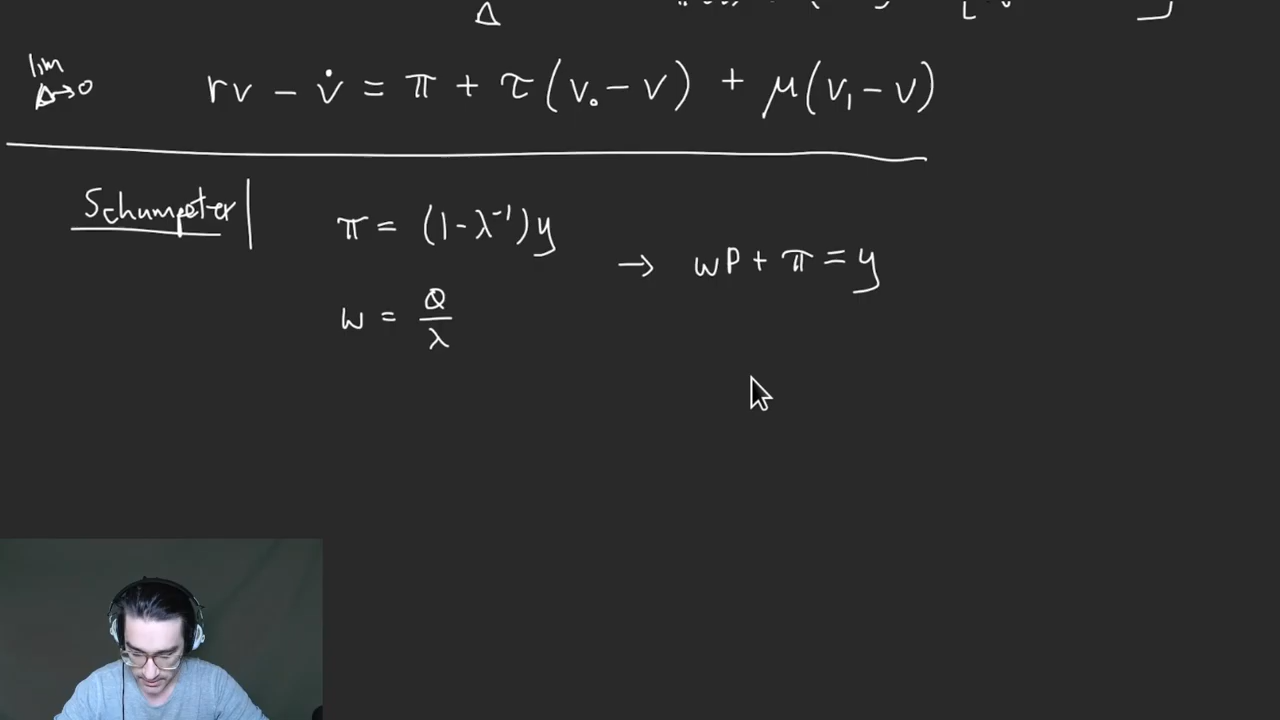 Δ
lim Δ→0 rv − v̇ = π + τ(v₀ − v) + μ(v₁ − v)
Schumpeter
π = (1 - λ⁻¹)y
→ wP + π = y
w = Q/λ